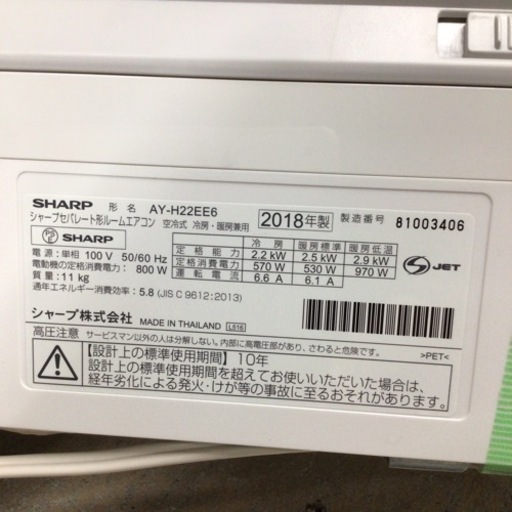 SHARP 形名 AY-H22EE6 2018年製 製造番号 81003406
シャープセパレート形ルームエアコン 空冷式 冷房・暖房兼用
PS E SHARP
電源：単相 100 V 50/60 Hz
電動機の定格消費電力： 800 W
質量：11 kg
通年エネルギー消費効率：5.8 (JIS C 9612:2013)
冷房 暖房標準 暖房低温
定格能力 2.2 kW 2.5 kW 2.9 kW
定格消費電力 570 W 530 W 970 W
運転電流 6.6 A 6.1 A
S JET
シャープ株式会社 MADE IN THAILAND
高圧注意 サービスマン以外の人は分解しないい。内部に高電圧部があり、さわると危険です。
>PET<
【設計上の標準使用期間】10年
【設計上の標準使用期間】を超えてお使いいただいた場合は、
経年劣化による発火・けが等の事故に至るおそれがあります。